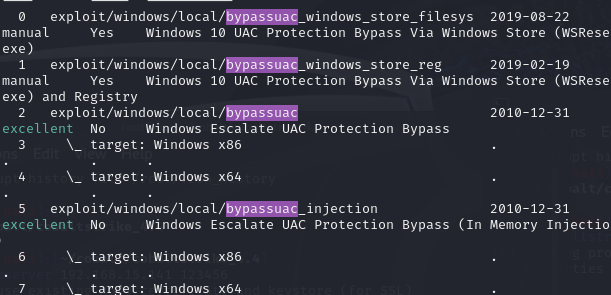 0 exploit/windows/local/bypassuac_windows_store_filesys 2019-08-22
manual Yes Windows 10 UAC Protection Bypass Via Windows Store (WSRese
exe)
1 exploit/windows/local/bypassuac_windows_store_reg 2019-02-19
manual Yes Windows 10 UAC Protection Bypass Via Windows Store (WSRese
exe) and Registry
2 exploit/windows/local/bypassuac 2010-12-31
excellent No Windows Escalate UAC Protection Bypass
3 \_ target: Windows x86 .
. . .
4 \_ target: Windows x64 .
. . .
5 exploit/windows/local/bypassuac_injection 2010-12-31
excellent No Windows Escalate UAC Protection Bypass (In Memory Injectio
)
6 \_ target: Windows x86 .
. . .
7 \_ target: Windows x64 .